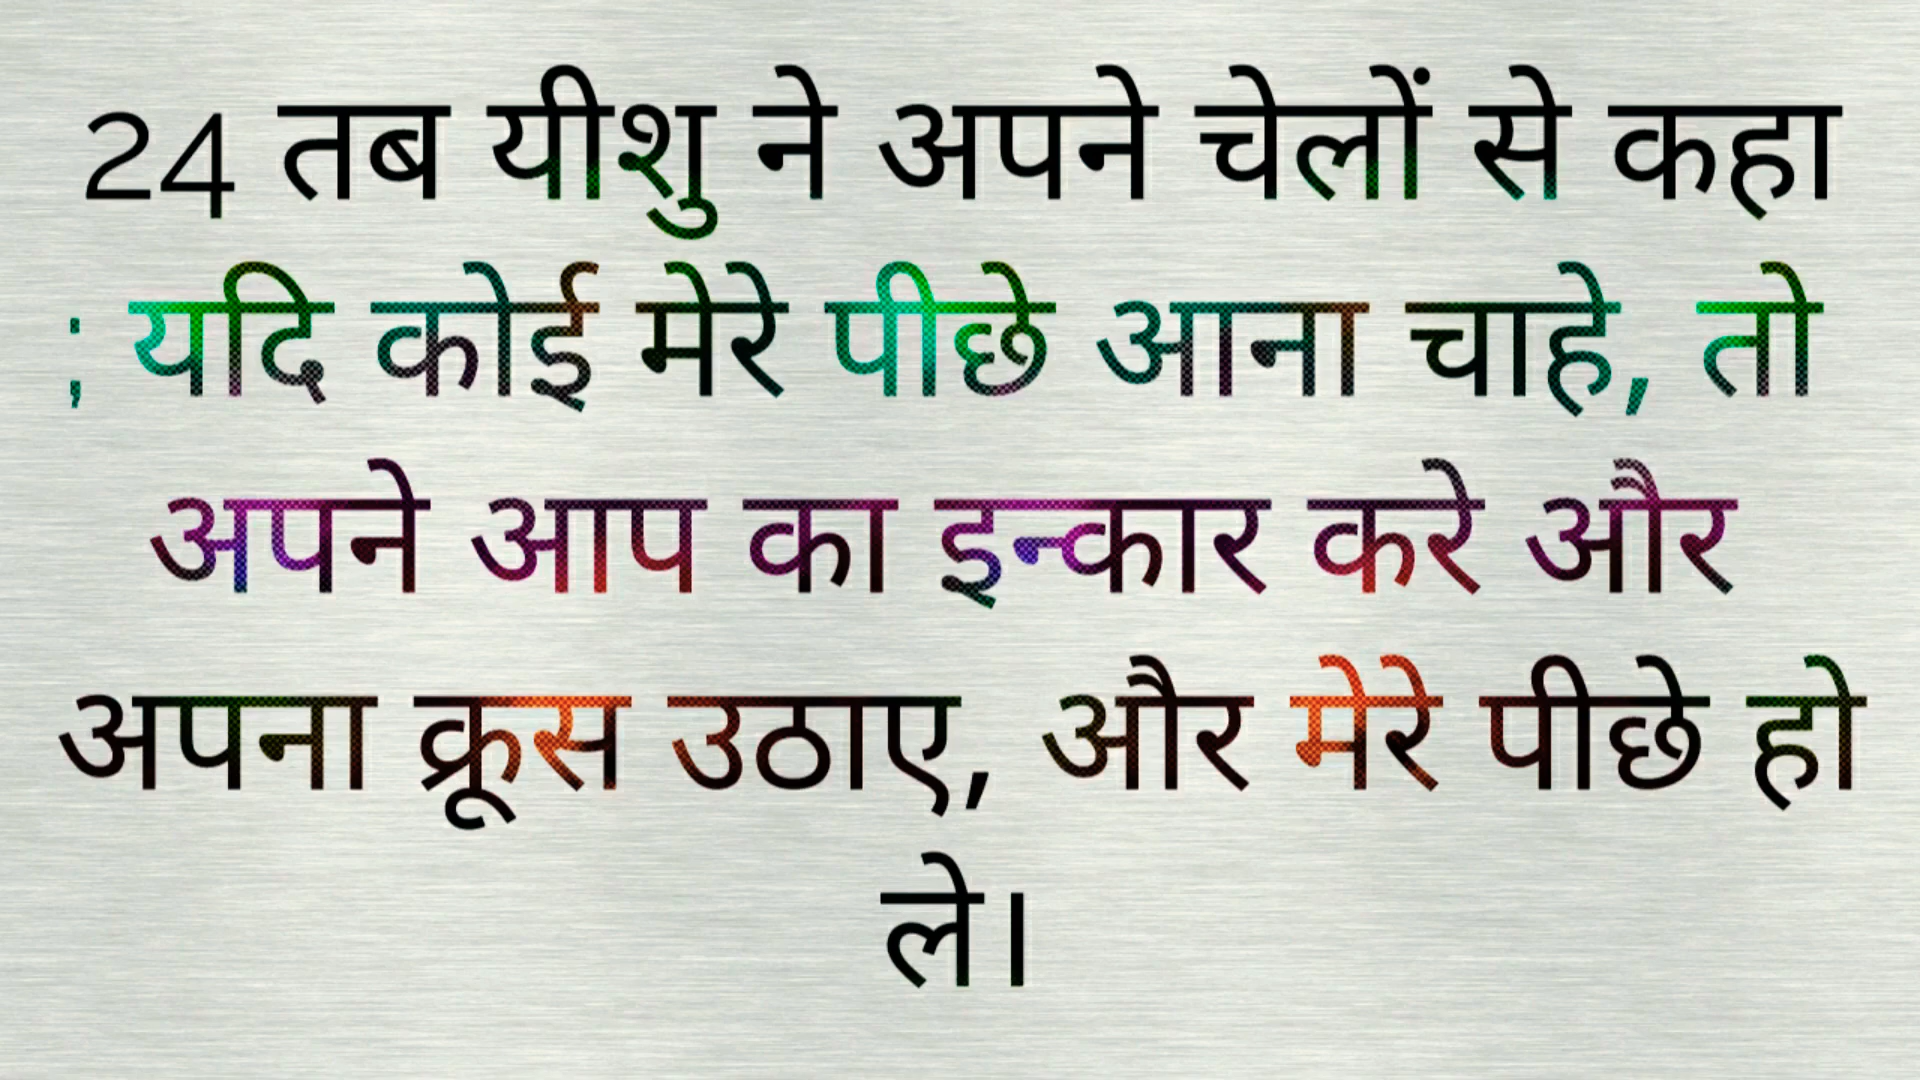 24 तब यीशु ने अपने चेलों से कहा
; यदि कोई मेरे पीछे आना चाहे, तो
अपने आप का इन्कार करे और
अपना क्रूस उठाए, और मेरे पीछे हो
ले।